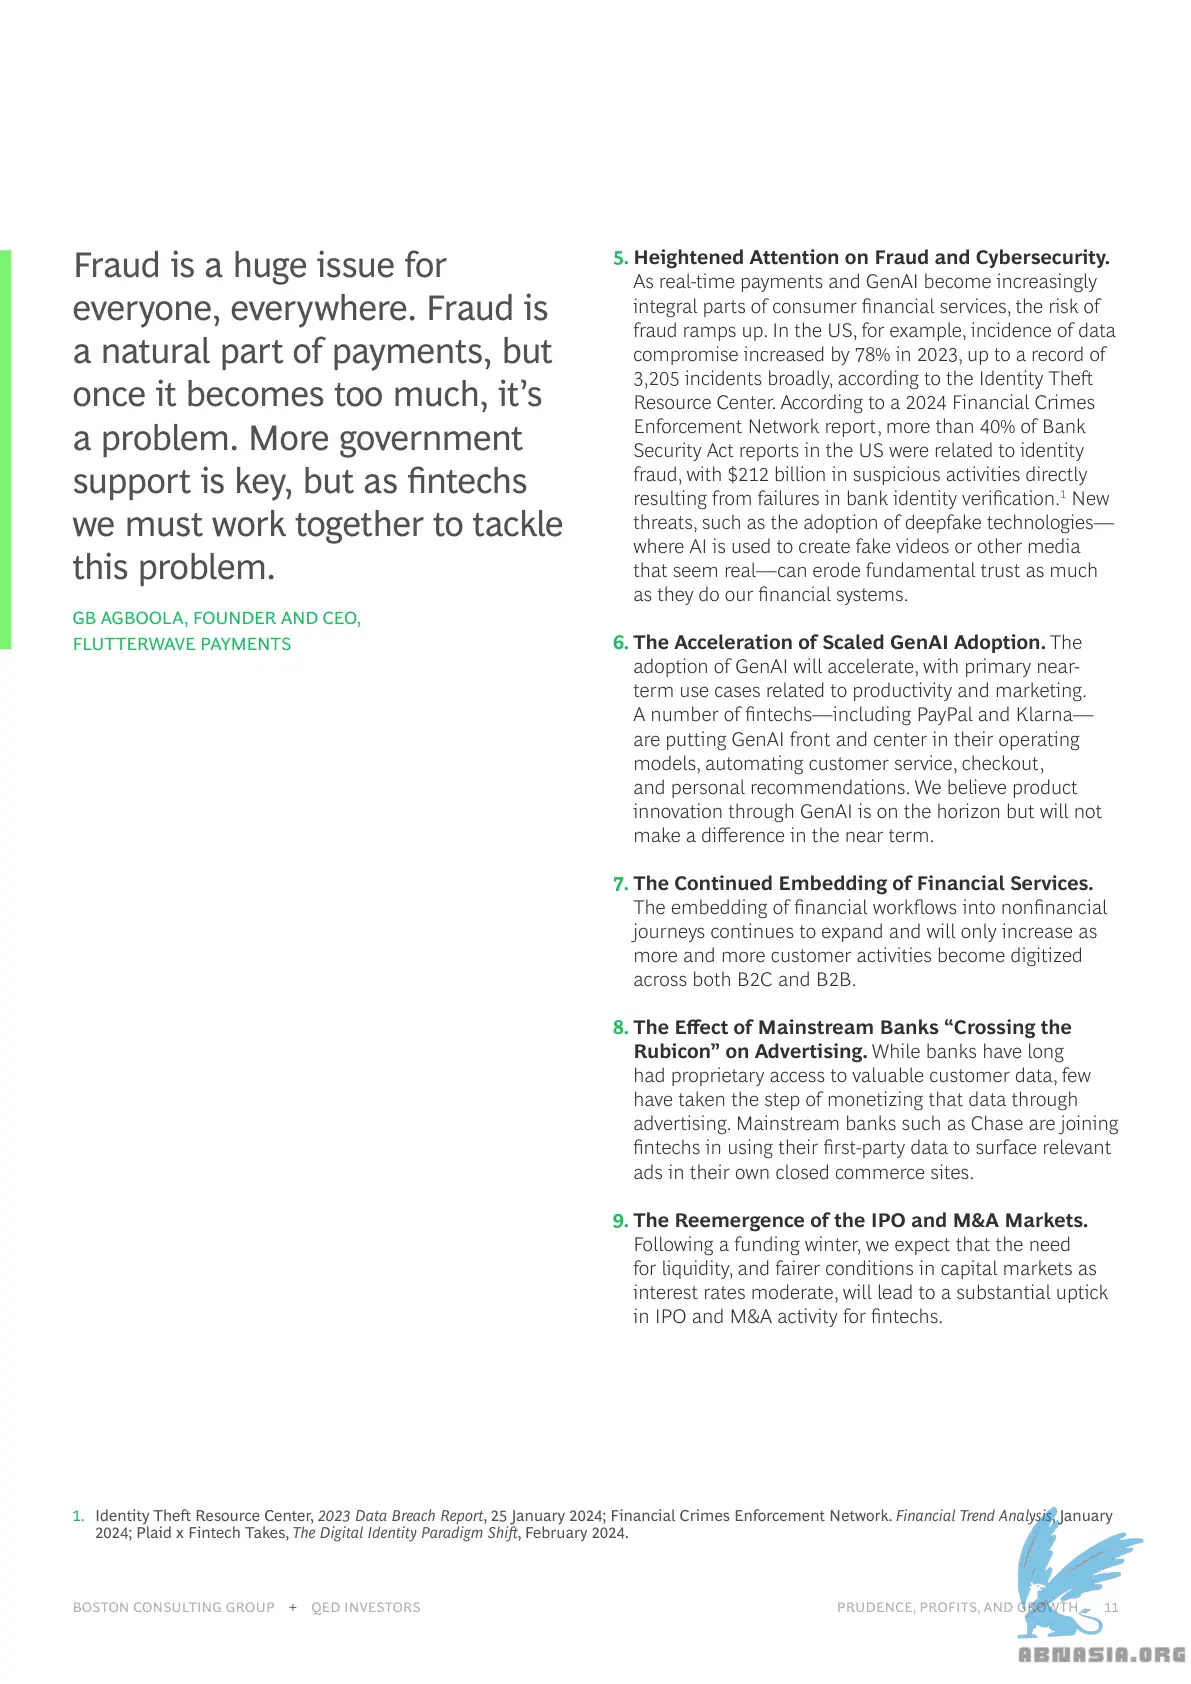 Fraud is a huge issue for
everyone, everywhere. Fraud is
a natural part of payments, but
once it becomes too much, it’s
a problem. More government
support is key, but as fintechs
we must work together to tackle
this problem.
GB AGBOOLA, FOUNDER AND CEO,
FLUTTERWAVE PAYMENTS
5. Heightened Attention on Fraud and Cybersecurity.
As real-time payments and GenAI become increasingly
integral parts of consumer financial services, the risk of
fraud ramps up. In the US, for example, incidence of data
compromise increased by 78% in 2023, up to a record of
3,205 incidents broadly, according to the Identity Theft
Resource Center. According to a 2024 Financial Crimes
Enforcement Network report, more than 40% of Bank
Security Act reports in the US were related to identity
fraud, with $212 billion in suspicious activities directly
resulting from failures in bank identity verification.1 New
threats, such as the adoption of deepfake technologies—
where AI is used to create fake videos or other media
that seem real—can erode fundamental trust as much
as they do our financial systems.
6. The Acceleration of Scaled GenAI Adoption. The
adoption of GenAI will accelerate, with primary near-
term use cases related to productivity and marketing.
A number of fintechs—including PayPal and Klarna—
are putting GenAI front and center in their operating
models, automating customer service, checkout,
and personal recommendations. We believe product
innovation through GenAI is on the horizon but will not
make a difference in the near term.
7. The Continued Embedding of Financial Services.
The embedding of financial workflows into nonfinancial
journeys continues to expand and will only increase as
more and more customer activities become digitized
across both B2C and B2B.
8. The Effect of Mainstream Banks “Crossing the
Rubicon” on Advertising. While banks have long
had proprietary access to valuable customer data, few
have taken the step of monetizing that data through
advertising. Mainstream banks such as Chase are joining
fintechs in using their first-party data to surface relevant
ads in their own closed commerce sites.
9. The Reemergence of the IPO and M&A Markets.
Following a funding winter, we expect that the need
for liquidity, and fairer conditions in capital markets as
interest rates moderate, will lead to a substantial uptick
in IPO and M&A activity for fintechs.
1. Identity Theft Resource Center, 2023 Data Breach Report, 25 January 2024; Financial Crimes Enforcement Network. Financial Trend Analysis, January
2024; Plaid x Fintech Takes, The Digital Identity Paradigm Shift, February 2024.
BOSTON CONSULTING GROUP + QED INVESTORS
PRUDENCE, PROFITS, AND GROWTH 11
ABNASIA.ORG